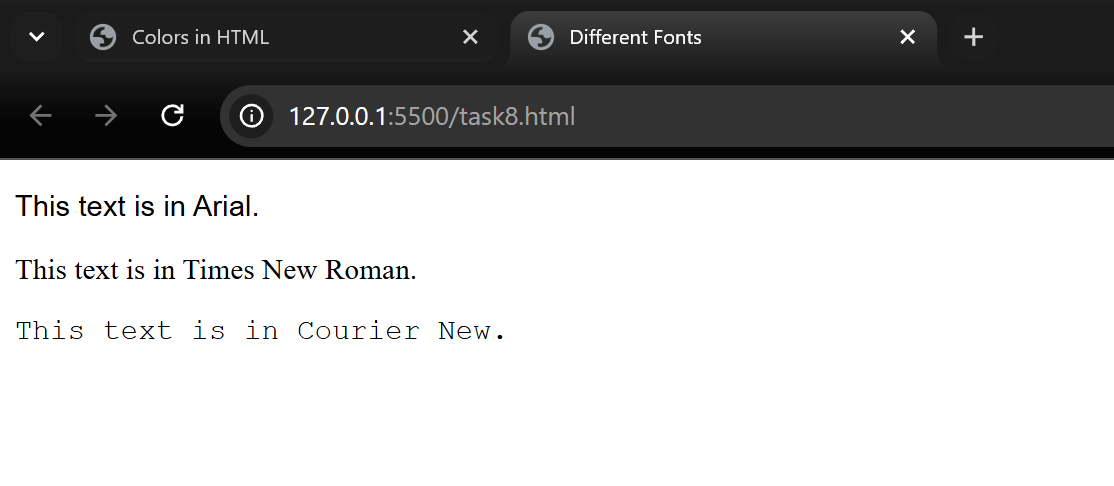 Colors in HTML
Different Fonts
127.0.0.1:5500/task8.html
This text is in Arial.
This text is in Times New Roman.
This text is in Courier New.